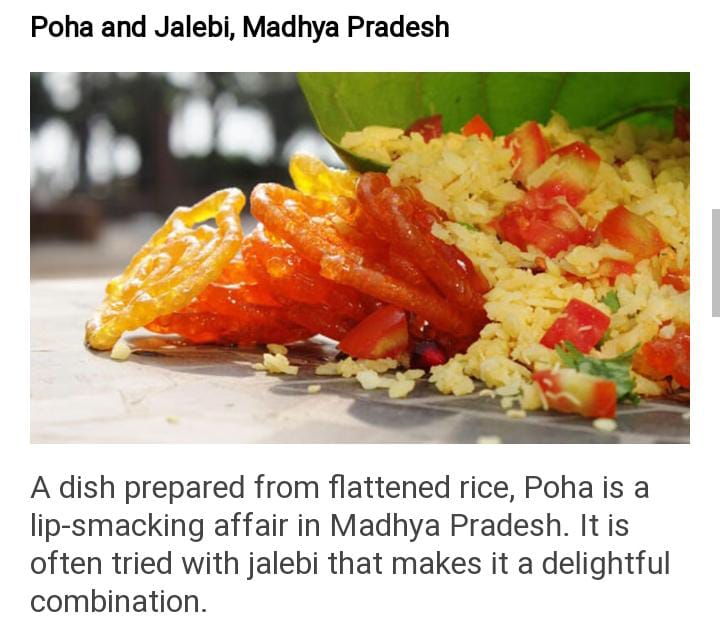 Poha and Jalebi, Madhya Pradesh
A dish prepared from flattened rice, Poha is a
lip-smacking affair in Madhya Pradesh. It is
often tried with jalebi that makes it a delightful
combination.